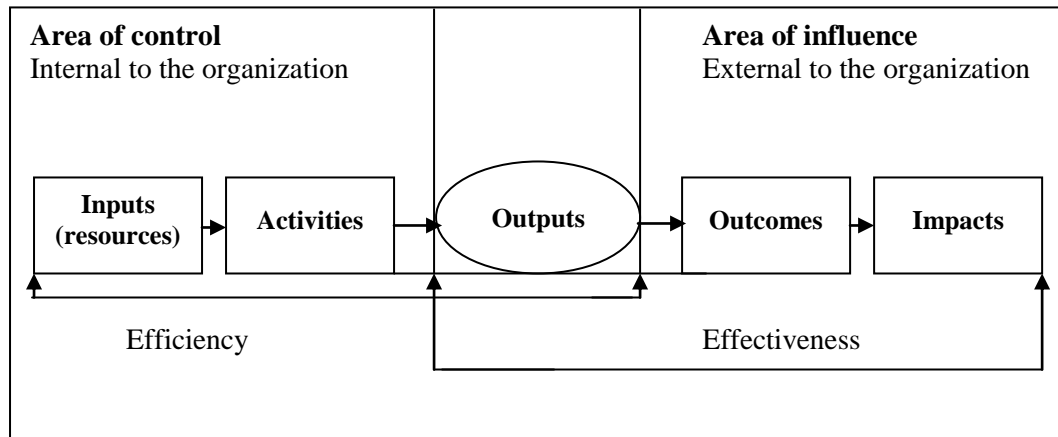 Area of control
Internal to the organization
Area of influence
External to the organization
Inputs
(resources)
Activities
Outputs
Outcomes
Impacts
Efficiency
Effectiveness